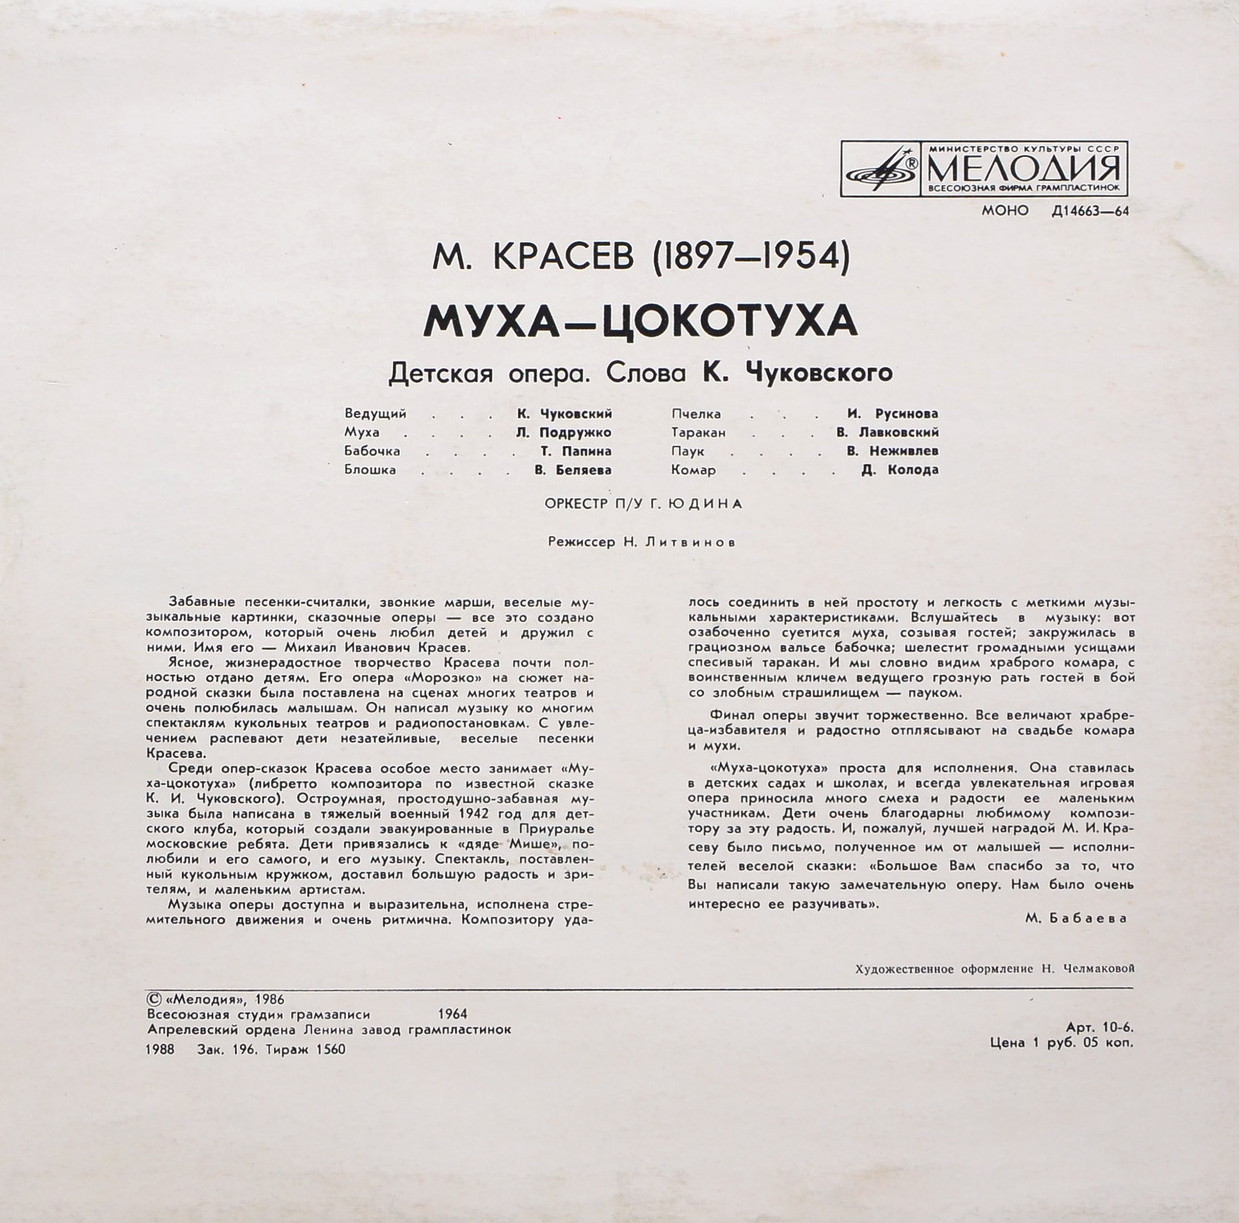 МИНИСТЕРСТВО КУЛЬТУРЫ СССР
МЕЛОДИЯ
ВСЕСОЮЗНАЯ ФИРМА ГРАМПЛАСТИНОК
®
МОНО Д14663—64
М. КРАСЕВ (1897—1954)
МУХА—ЦОКОТУХА
Детская опера. Слова К. Чуковского
Ведущий . . . К. Чуковский
Муха . . . . Л. Подружко
Бабочка . . . . Т. Папина
Блошка . . . . В. Беляева
Пчелка . . . И. Русинова
Таракан . . . В. Лавковский
Паук . . . . В. Неживлев
Комар . . . . Д. Колода
ОРКЕСТР П/У Г. ЮДИНА
Режиссер Н. Литвинов
Забавные песенки-считалки, звонкие марши, веселые му-
зыкальные картинки, сказочные оперы — все это создано
композитором, который очень любил детей и дружил с
ними. Имя его — Михаил Иванович Красев.
Ясное, жизнерадостное творчество Красева почти пол-
ностью отдано детям. Его опера «Морозко» на сюжет на-
родной сказки была поставлена на сценах многих театров и
очень полюбилась малышам. Он написал музыку ко многим
спектаклям кукольных театров и радиопостановкам. С увле-
чением распевают дети незатейливые, веселые песенки
Красева.
Среди опер-сказок Красева особое место занимает «Му-
ха-цокотуха» (либретто композитора по известной сказке
К. И. Чуковского). Остроумная, простодушно-забавная му-
зыка была написана в тяжелый военный 1942 год для дет-
ского клуба, который создали эвакуированные в Приуралье
московские ребята. Дети привязались к «дяде Мише», по-
любили и его самого, и его музыку. Спектакль, поставлен-
ный кукольным кружком, доставил большую радость и зри-
телям, и маленьким артистам.
Музыка оперы доступна и выразительна, исполнена стре-
мительного движения и очень ритмична. Композитору уда-
лось соединить в ней простоту и легкость с меткими музы-
кальными характеристиками. Вслушайтесь в музыку: вот
озабоченно суетится муха, созывая гостей; закружилась в
грациозном вальсе бабочка; шелестит громадными усищами
спесивый таракан. И мы словно видим храброго комара, с
воинственным кличем ведущего грозную рать гостей в бой
со злобным страшилищем — пауком.
Финал оперы звучит торжественно. Все величают храбре-
ца-избавителя и радостно отплясывают на свадьбе комара
и мухи.
«Муха-цокотуха» проста для исполнения. Она ставилась
в детских садах и школах, и всегда увлекательная игровая
опера приносила много смеха и радости ее маленьким
участникам. Дети очень благодарны любимому компози-
тору за эту радость. И, пожалуй, лучшей наградой М. И. Кра-
севу было письмо, полученное им от малышей — исполни-
телей веселой сказки: «Большое Вам спасибо за то, что
Вы написали такую замечательную оперу. Нам было очень
интересно ее разучивать».
М. Бабаева
Художественное оформление Н. Челмаковой
© «Мелодия», 1986
Всесоюзная студия грамзаписи 1964
Апрелевский ордена Ленина завод грампластинок
1988 Зак. 196. Тираж 1560
Арт. 10-6.
Цена 1 руб. 05 коп.